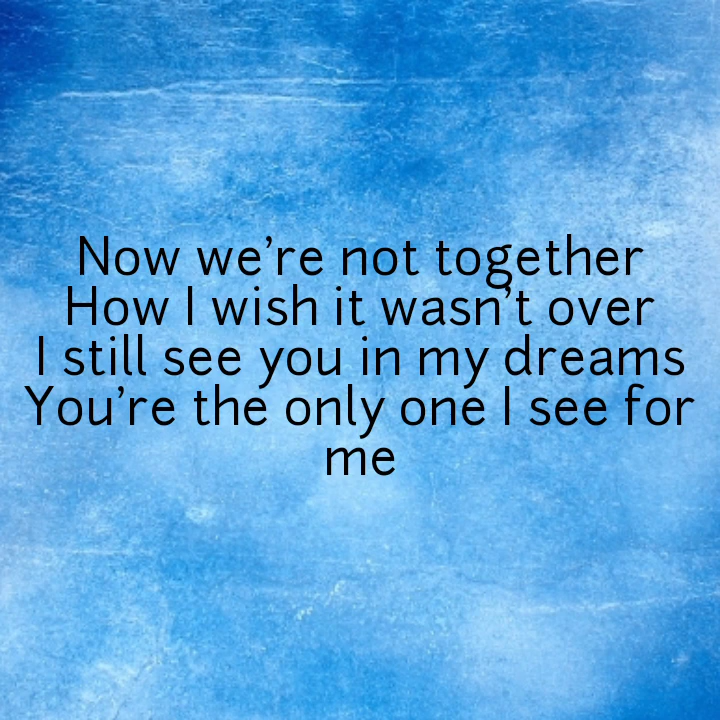 Now we're not together
How I wish it wasn't over
I still see you in my dreams
You're the only one I see for
me